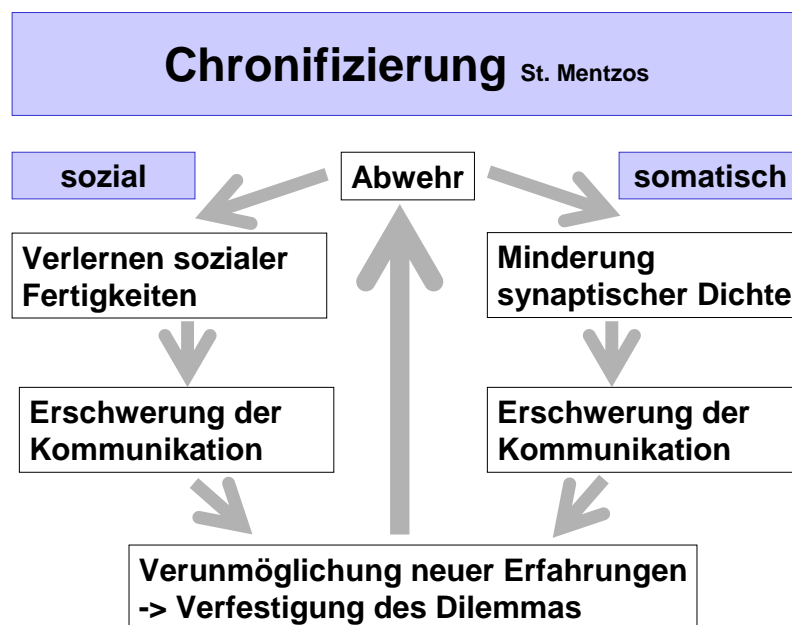 Chronifizierung St. Mentzos
sozial
Abwehr
somatisch
Verlernen sozialer
Fertigkeiten
Minderung
synaptischer Dichte
Erschwerung der
Kommunikation
Erschwerung der
Kommunikation
Verunmöglichung neuer Erfahrungen
-> Verfestigung des Dilemmas